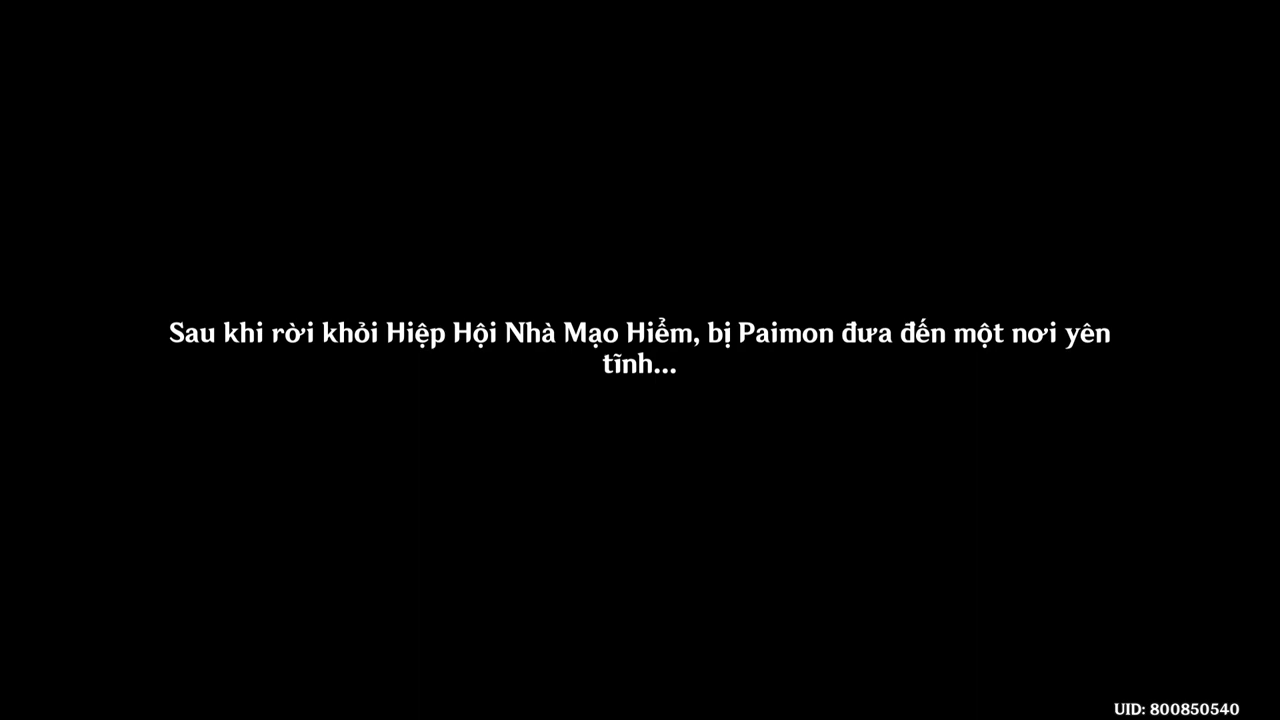 Sau khi rời khỏi Hiệp Hội Nhà Mạo Hiểm, bị Paimon đưa đến một nơi yên
tĩnh...
UID: 800850540